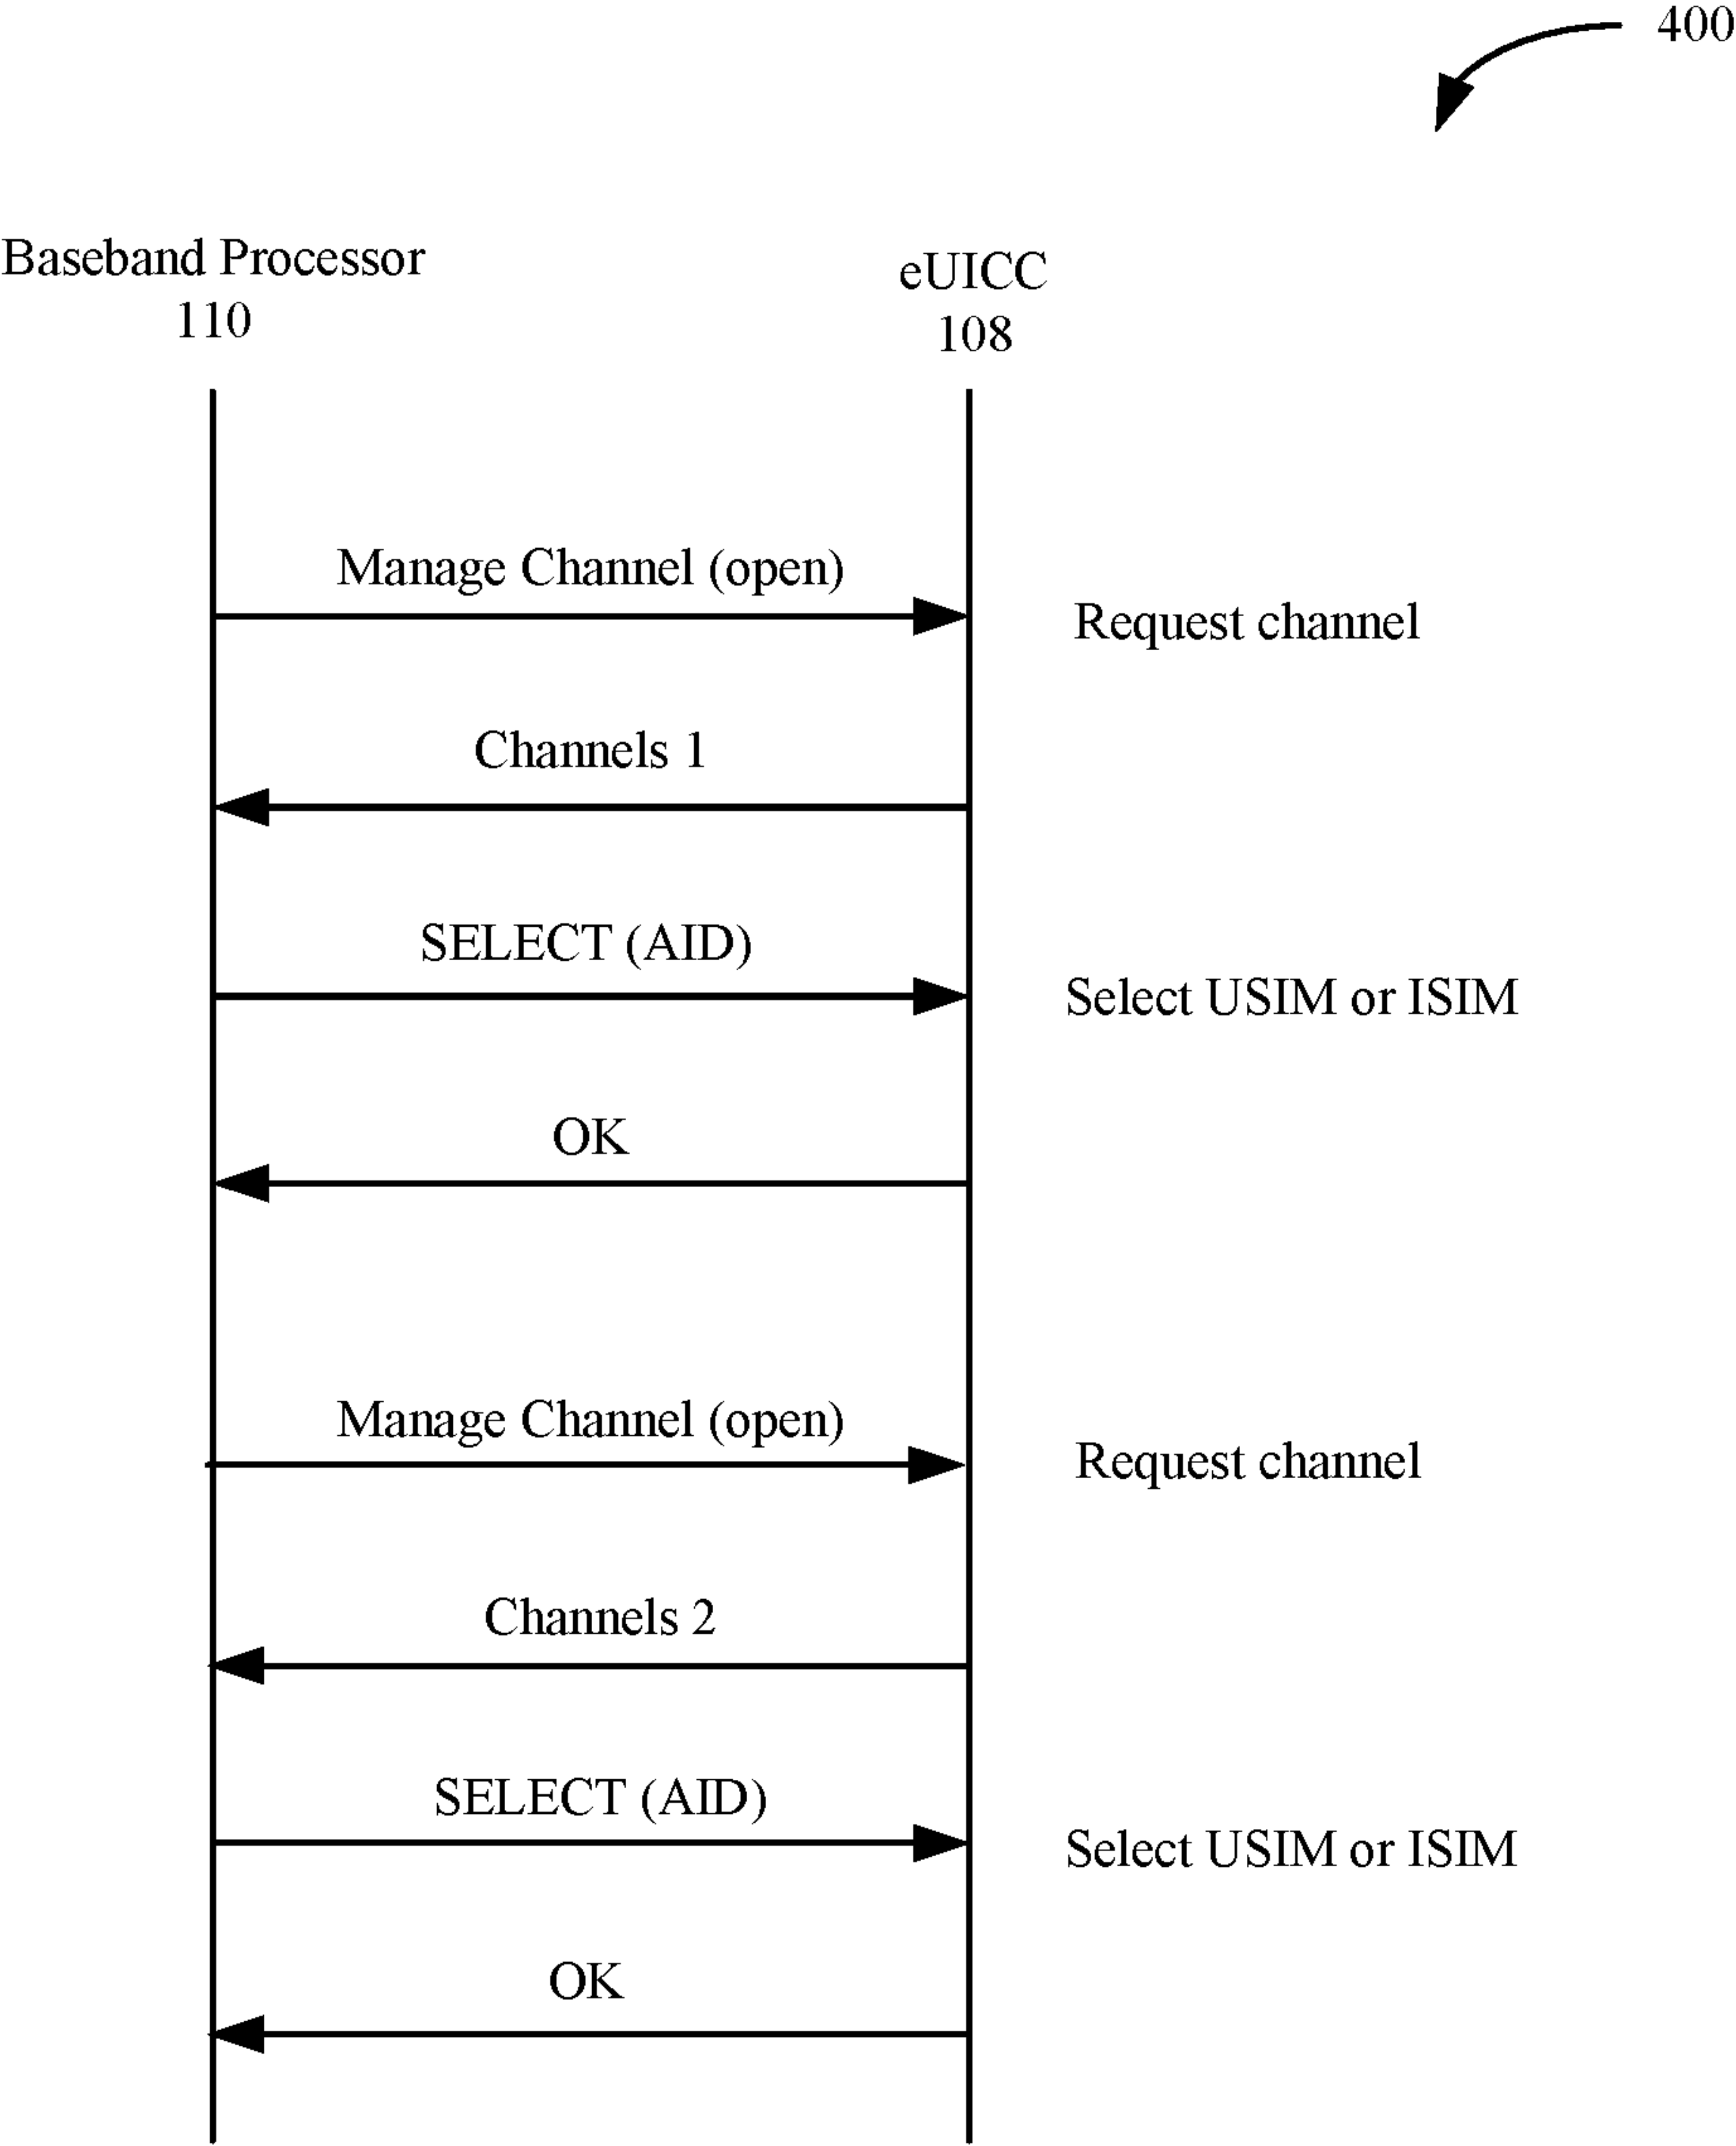 400
Baseband Processor
110
eUICC
108
Manage Channel (open)
Request channel
Channels 1
SELECT (AID)
Select USIM or ISIM
OK
Manage Channel (open)
Request channel
Channels 2
SELECT (AID)
Select USIM or ISIM
OK